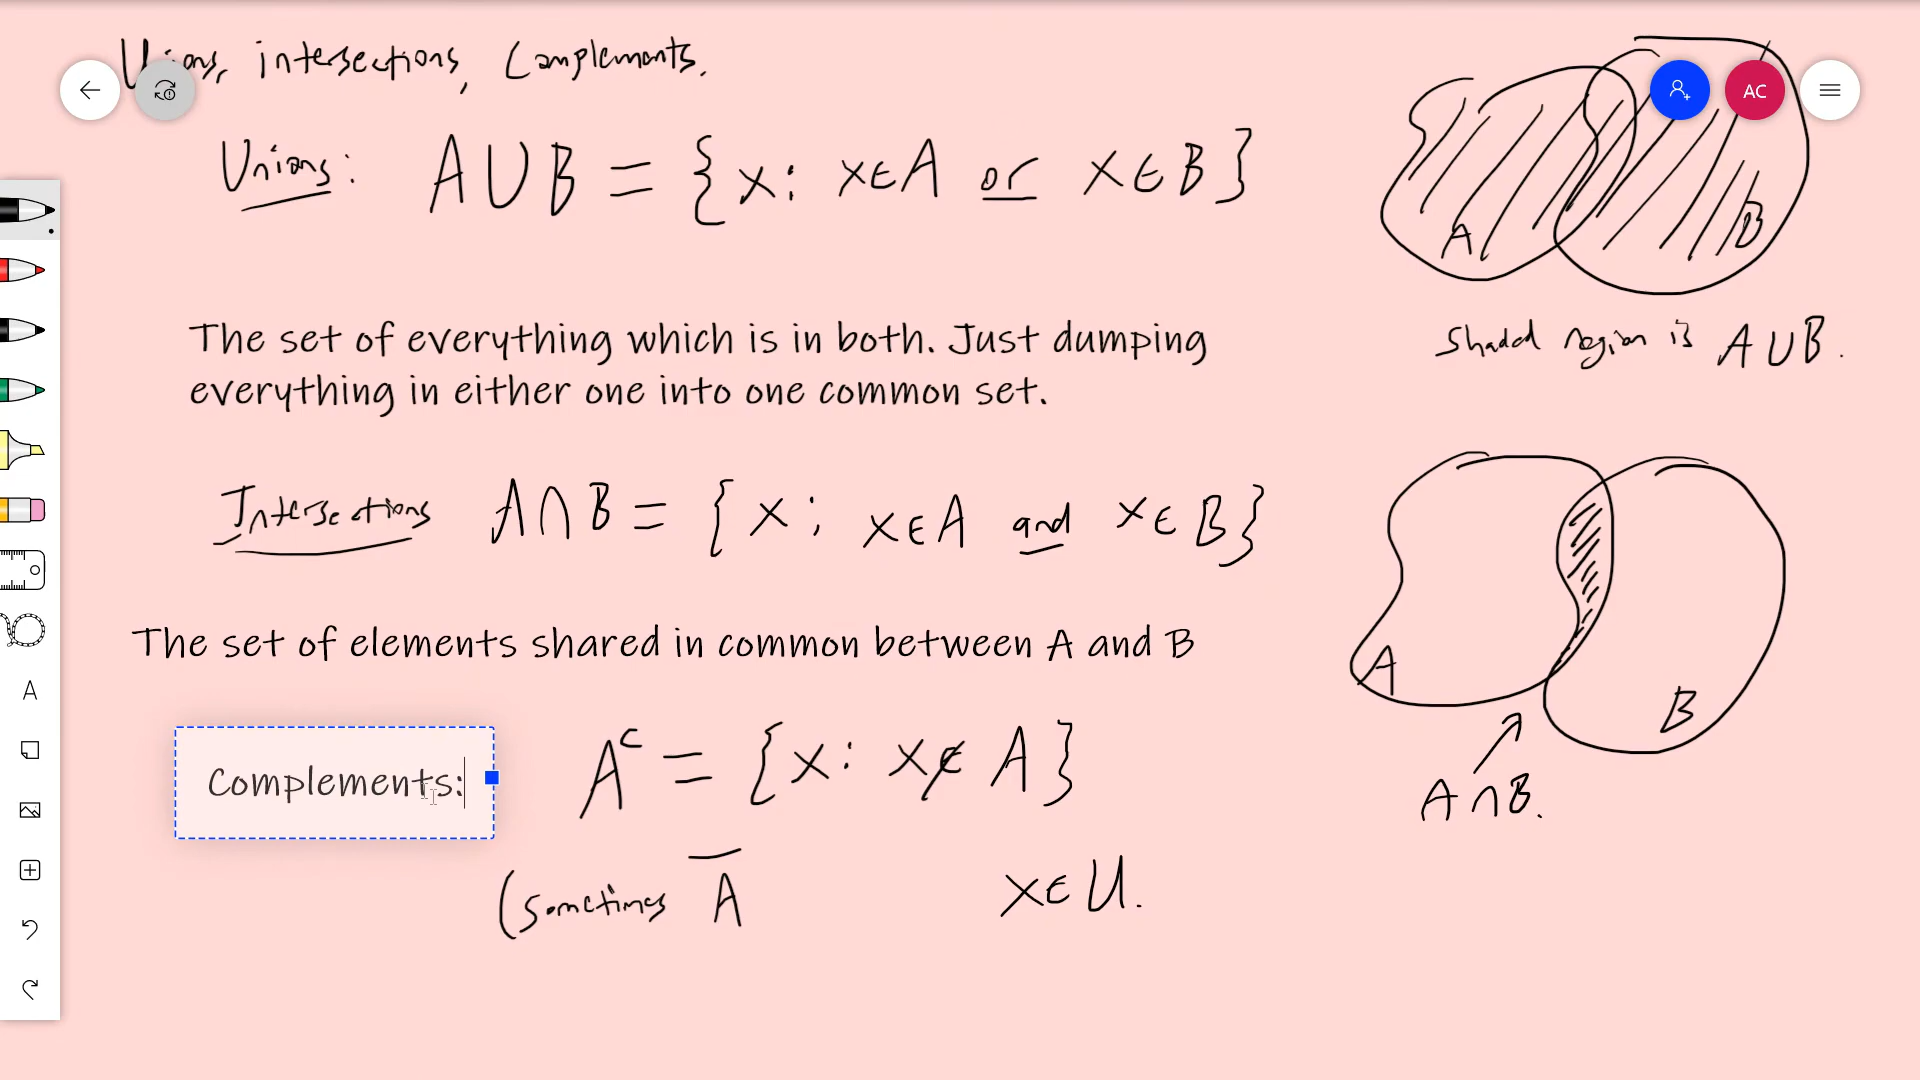 Unions, intersections, Complements.
AC
Unions: A ∪ B = {x: x∈A or x∈B}
A
B
The set of everything which is in both. Just dumping
everything in either one into one common set.
Shaded region is A ∪ B.
Intersections A∩B = {x: x∈A and x∈B}
The set of elements shared in common between A and B
A
B
Complements: Aᶜ = {x: x∉A}
A∩B.
(sometimes A̅
x∈U.
A